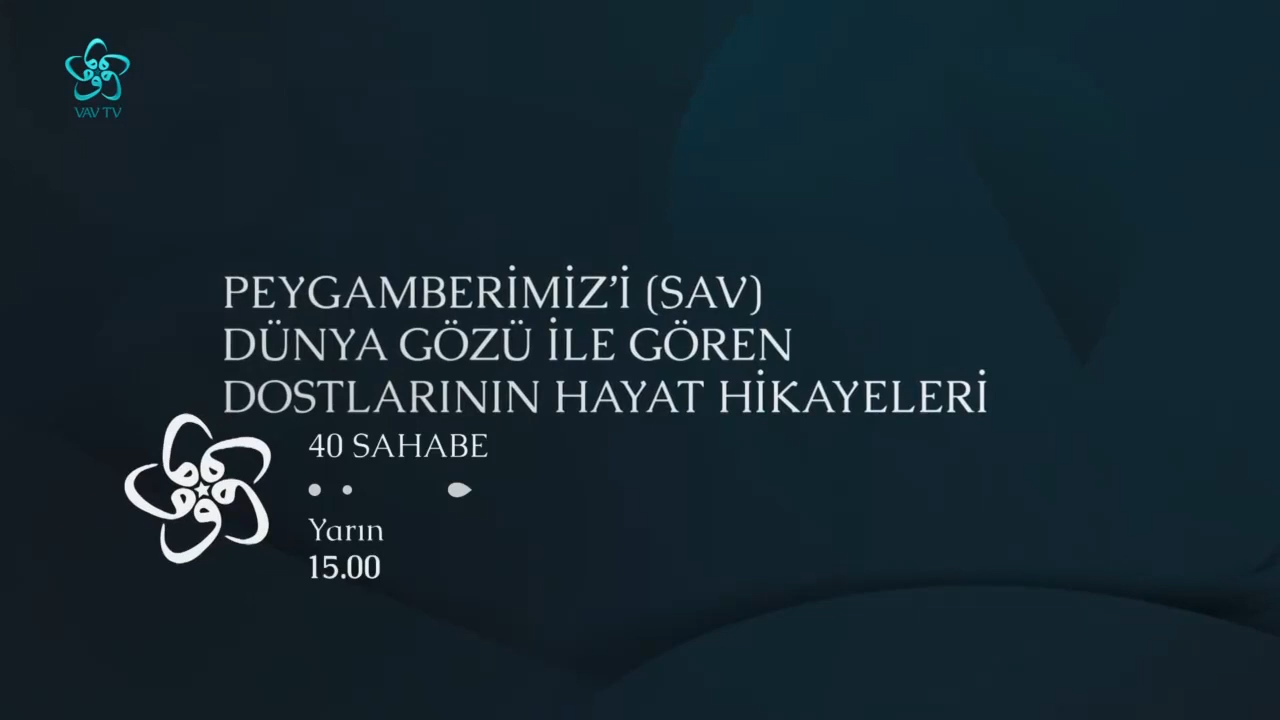 VAV TV
PEYGAMBERİMİZ’İ (SAV)
DÜNYA GÖZÜ İLE GÖREN
DOSTLARININ HAYAT HİKAYELERİ
40 SAHABE
Yarın
15.00